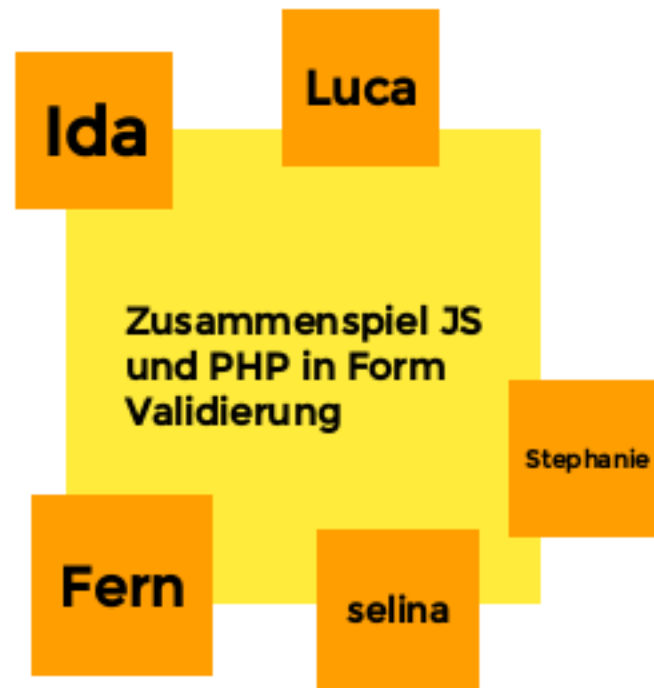 Luca
Ida
Zusammenspiel JS
und PHP in Form
Validierung
Stephanie
Fern
selina